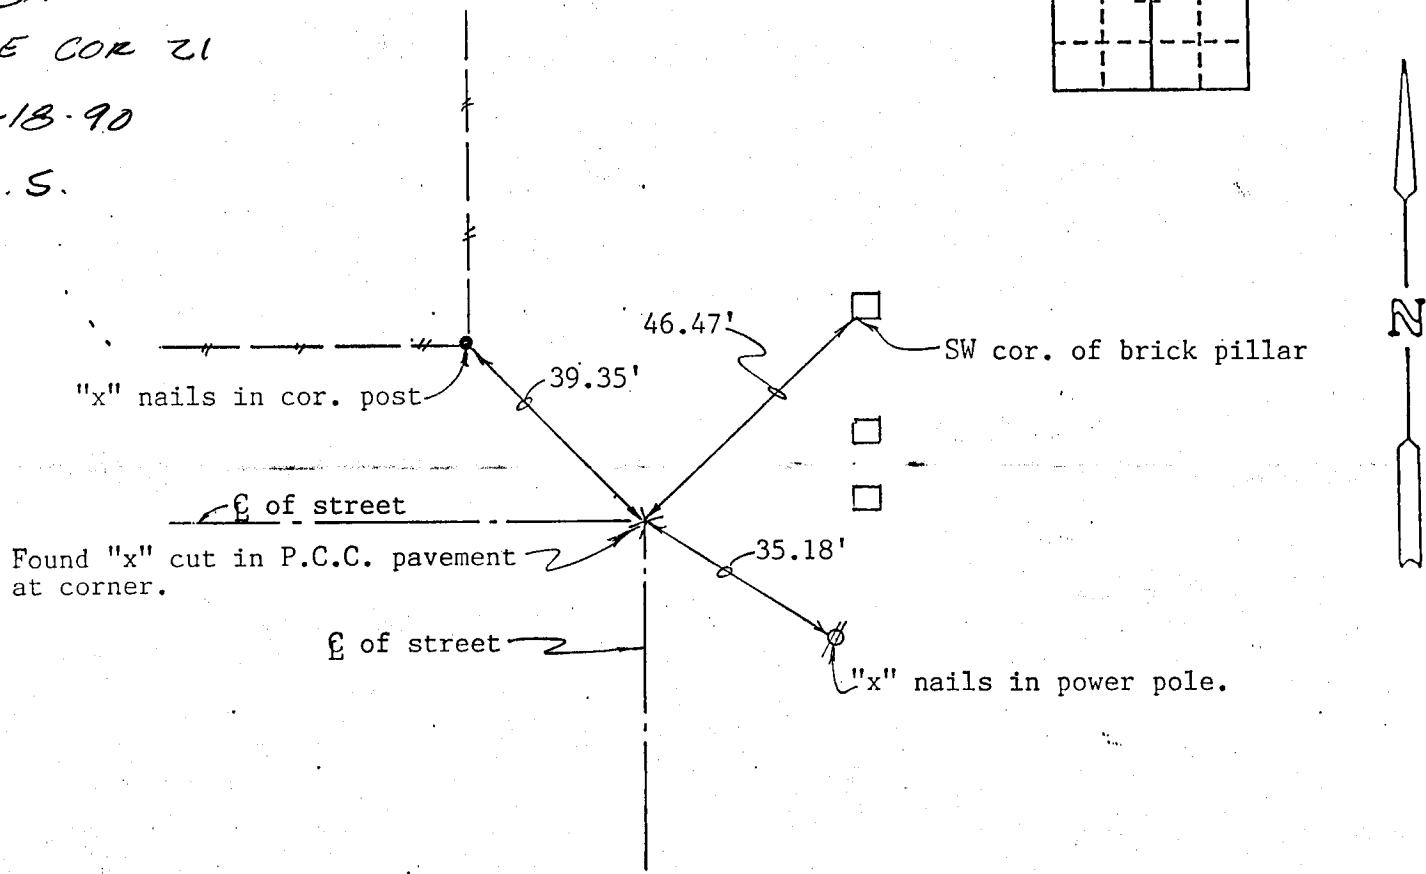 E COR 21
-18-90
.S.
46.47'
SW cor. of brick pillar
39.35'
"x" nails in cor. post
N
℄ of street
Found "x" cut in P.C.C. pavement
at corner.
35.18'
℄ of street
"x" nails in power pole.